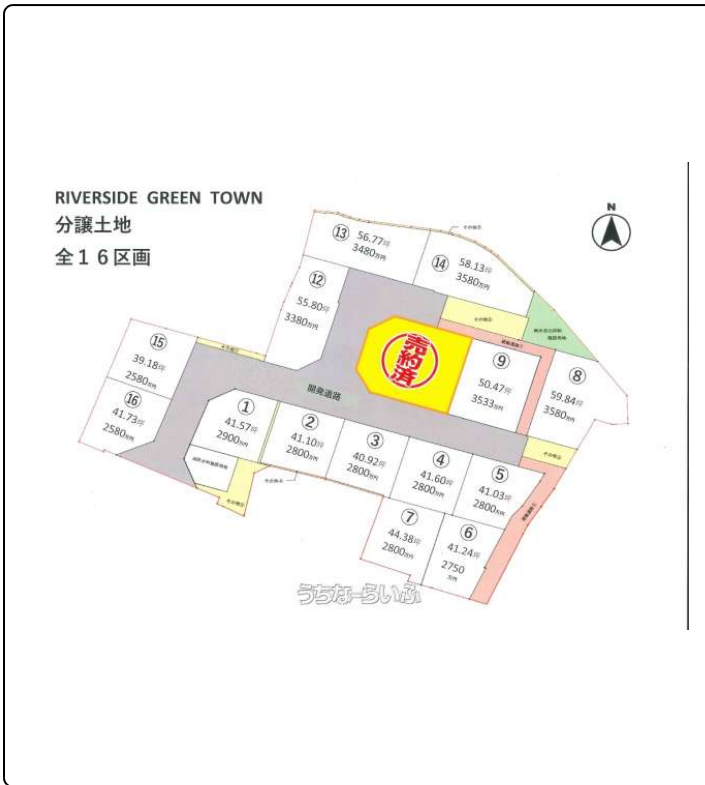 RIVERSIDE GREEN TOWN
分譲土地
全16区画
N
⑬ 56.77坪
3480万円
⑭ 58.13坪
3580万円
⑫
55.80坪
3380万円
⑮
39.18坪
2580万円
⑯
41.73坪
2580万円
売約済
⑨
50.47坪
3533万円
⑧
59.84坪
3580万円
開発道路
①
41.57坪
2900万円
②
41.10坪
2800万円
③
40.92坪
2800万円
④
41.60坪
2800万円
⑤
41.03坪
2800万円
⑦
44.38坪
2800万円
⑥
41.24坪
2750
万円
うちなーらいふ